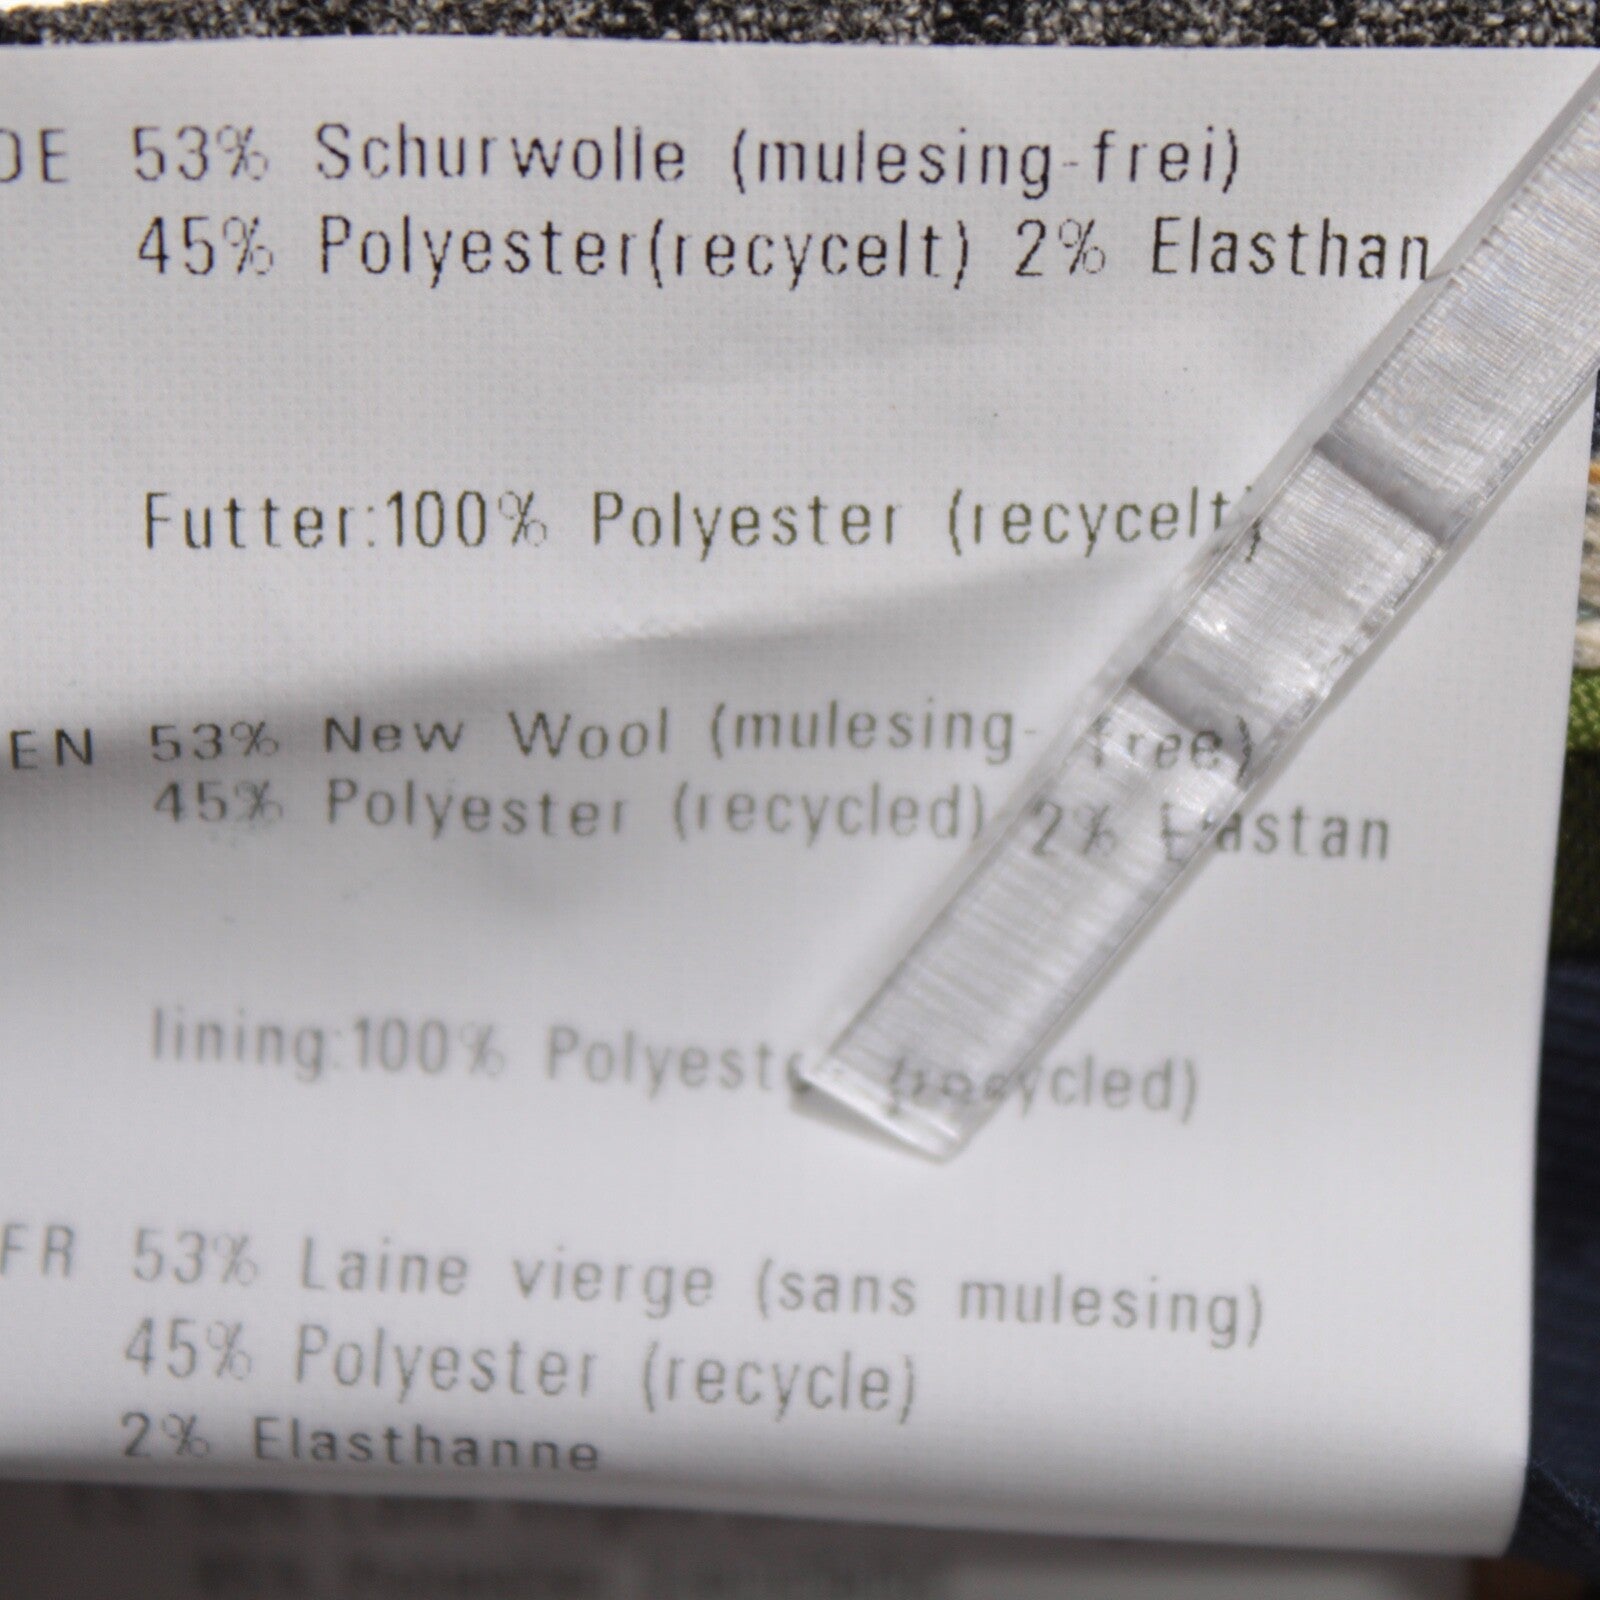 DE 53% Schurwolle (mulesing-frei)
45% Polyester(recycelt) 2% Elasthan
Futter:100% Polyester (recycelt)
EN 53% New Wool (mulesing-free)
45% Polyester (recycled) 2% Elastan
lining:100% Polyester (recycled)
FR 53% Laine vierge (sans mulesing)
45% Polyester (recycle)
2% Elasthanne